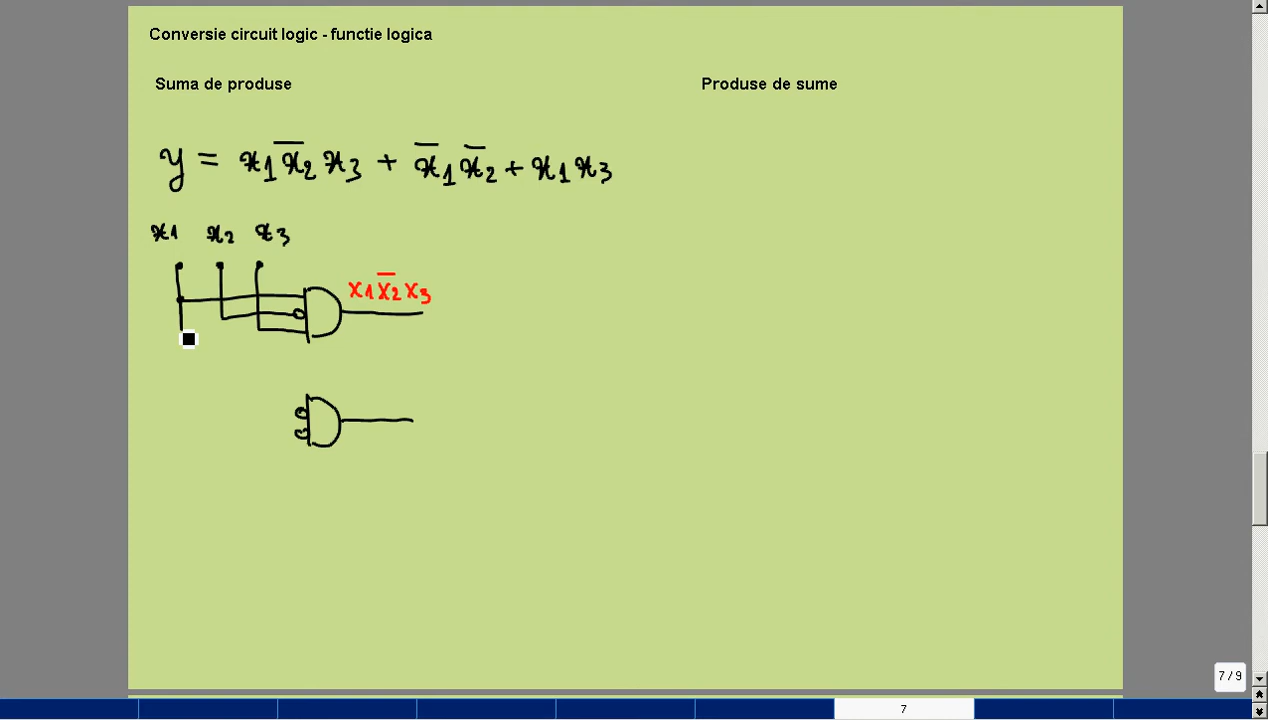 Conversie circuit logic - functie logica
Suma de produse
Produse de sume
y = x1x̅2x3 + x̅1x̅2 + x1x3
x1 x2 x3
x1x̅2x3
7 / 9
7